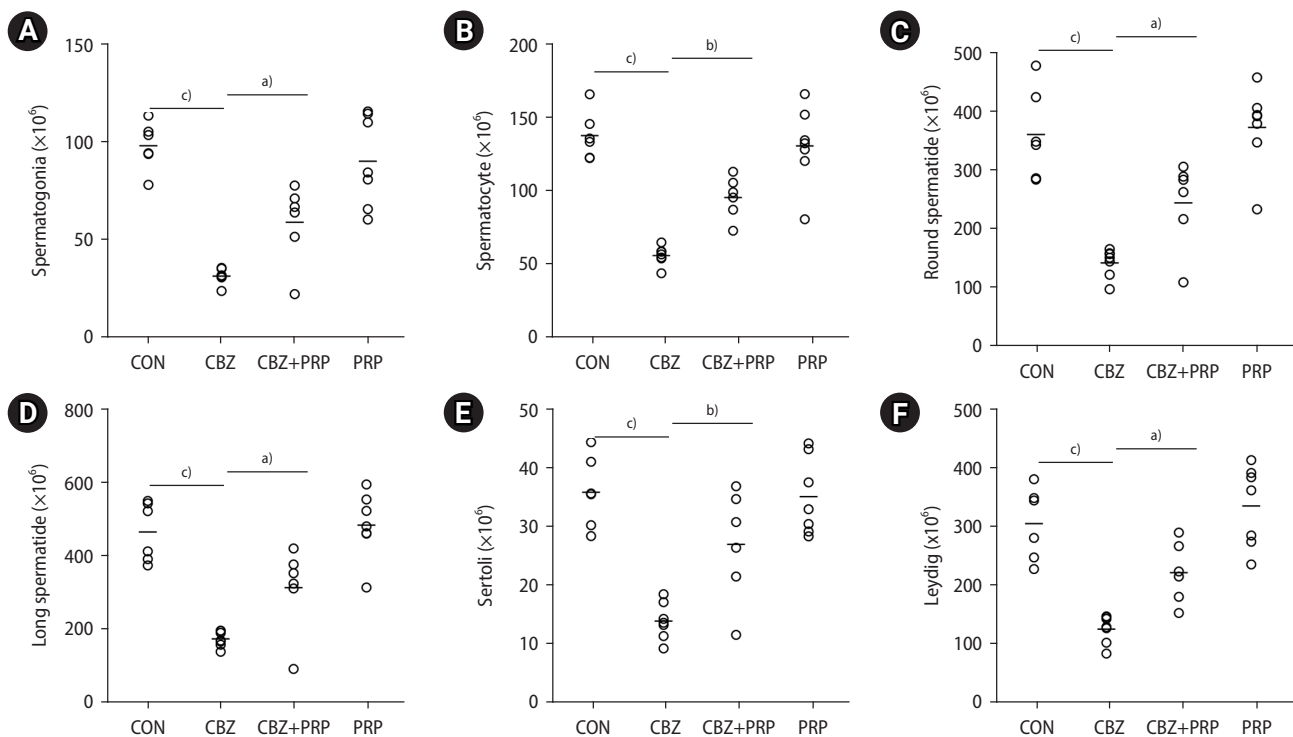 A
Spermatogonia (×10⁶)
150
100
50
0
c)
a)
CON CBZ CBZ+PRP PRP
B
Spermatocyte (×10⁶)
200
150
100
50
0
c)
b)
CON CBZ CBZ+PRP PRP
C
Round spermatide (×10⁶)
500
400
300
200
100
0
c)
a)
CON CBZ CBZ+PRP PRP
D
Long spermatide (×10⁶)
800
600
400
200
0
c)
a)
CON CBZ CBZ+PRP PRP
E
Sertoli (×10⁶)
50
40
30
20
10
0
c)
b)
CON CBZ CBZ+PRP PRP
F
Leydig (x10⁶)
500
400
300
200
100
0
c)
a)
CON CBZ CBZ+PRP PRP